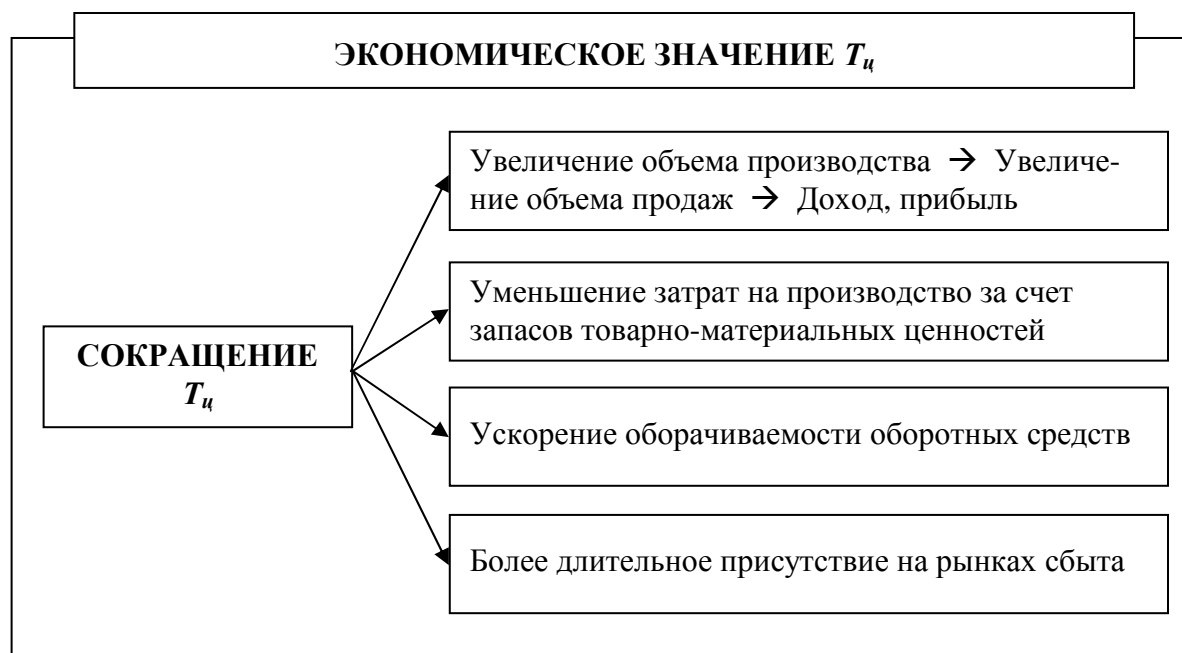 ЭКОНОМИЧЕСКОЕ ЗНАЧЕНИЕ Tц
Увеличение объема производства → Увеличе-
ние объема продаж → Доход, прибыль
Уменьшение затрат на производство за счет
запасов товарно-материальных ценностей
СОКРАЩЕНИЕ
Tц
Ускорение оборачиваемости оборотных средств
Более длительное присутствие на рынках сбыта